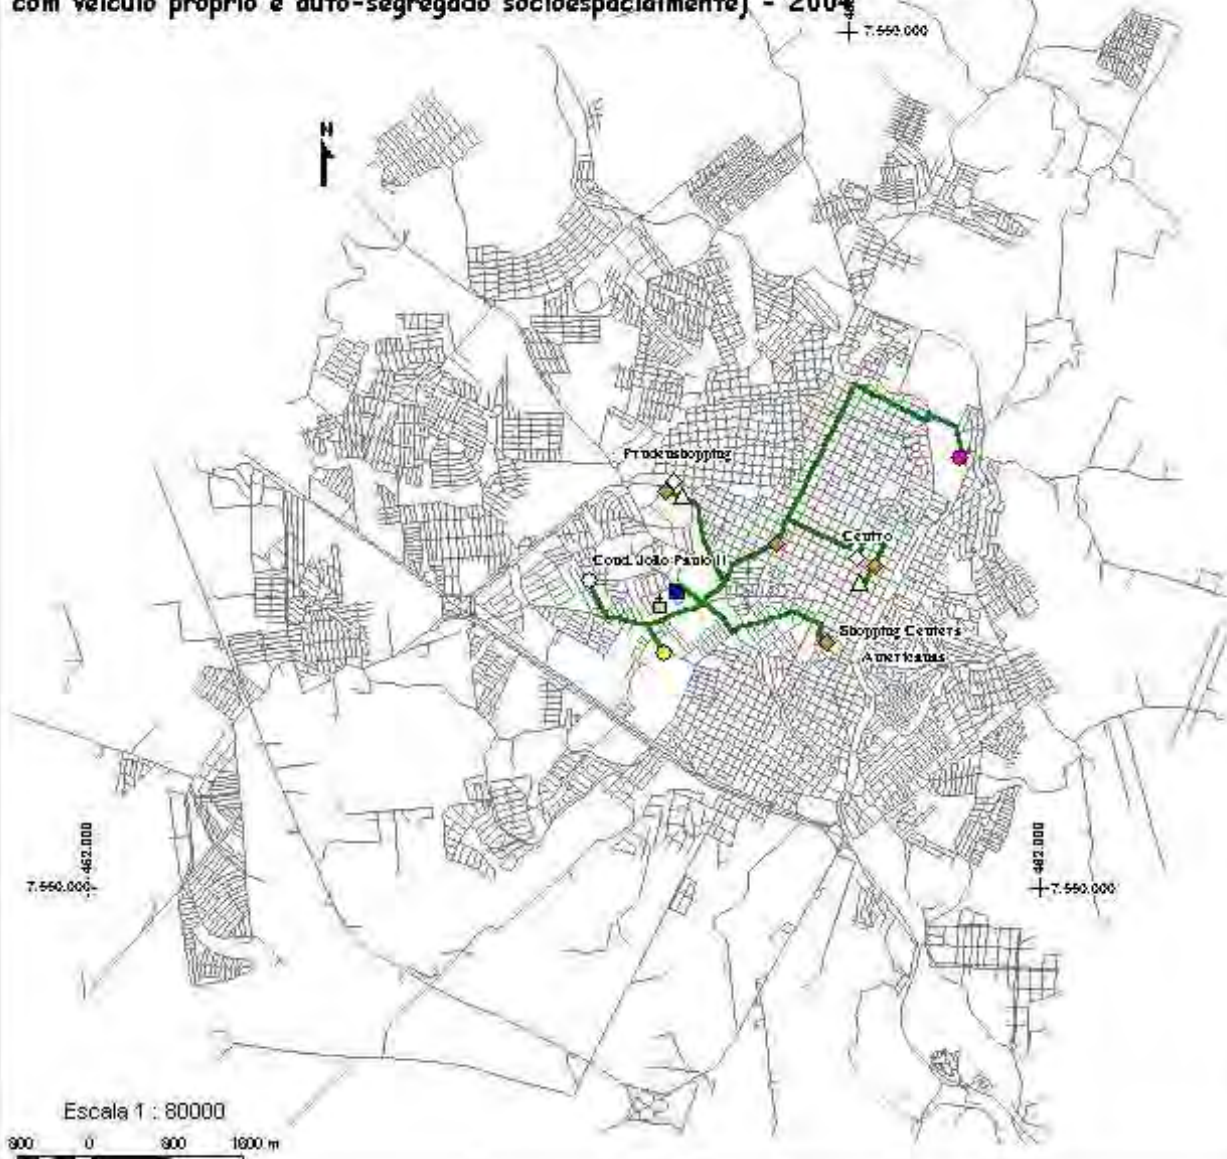 com veículo próprio e auto-segregado socioespacialmente) - 2004
7.559.000
N
Prudenshopping
Centro
Cond. João Paulo II
Shopping Centers
Americanas
462.000
7.550.000
462.000
7.550.000
Escala 1 : 80000
800 0 800 1600 m